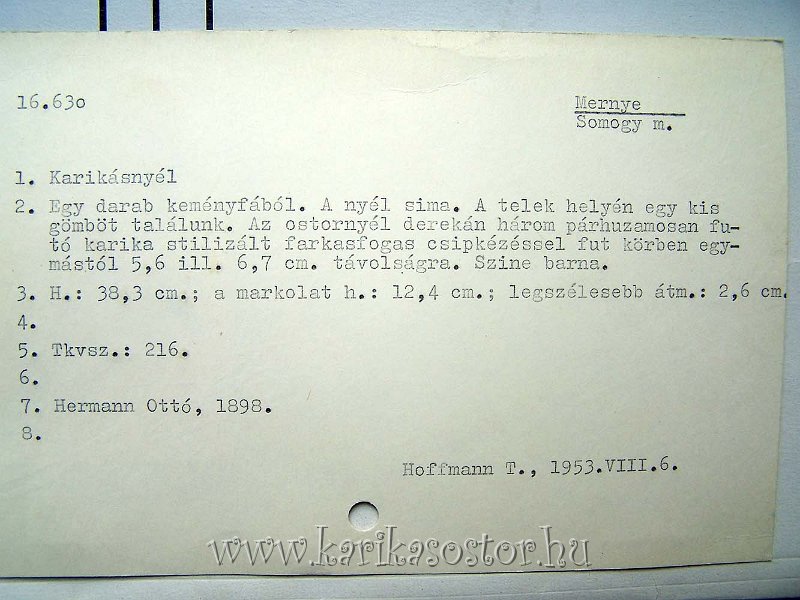 16.63o
Mernye
Somogy m.
1. Karikásnyél
2. Egy darab keményfából. A nyél sima. A telek helyén egy kis
gömböt találunk. Az ostornyél derekán három párhuzamosan fu-
tó karika stilizált farkasfogas csipkézéssel fut körben egy-
mástól 5,6 ill. 6,7 cm. távolságra. Szine barna.
3. H.: 38,3 cm.; a markolat h.: 12,4 cm.; legszélesebb átm.: 2,6 cm.
4.
5. Tkvsz.: 216.
6.
7. Hermann Ottó, 1898.
8.
Hoffmann T., 1953.VIII.6.
www.karikasostor.hu